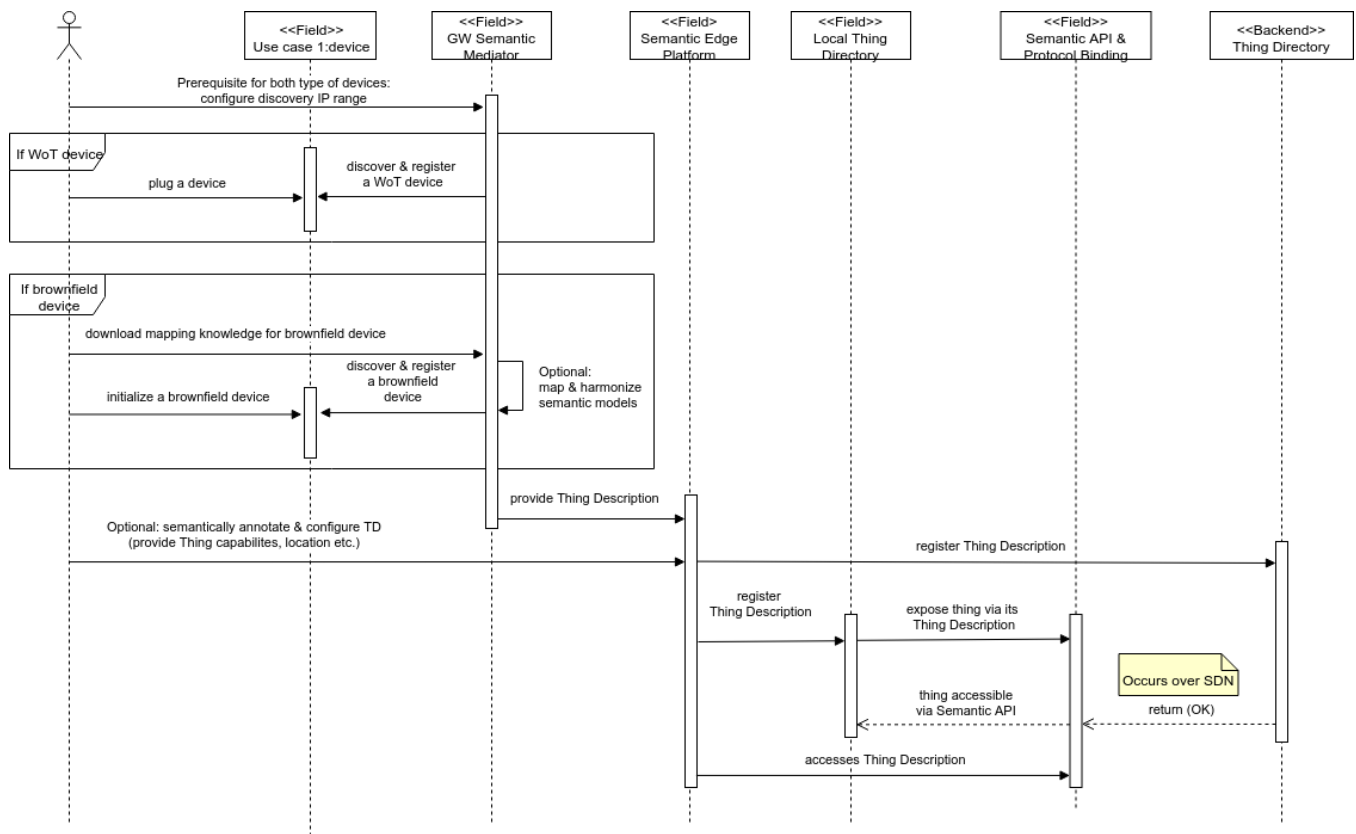 <<Field>>
Use case 1:device
<<Field>>
GW Semantic
Mediator
<<Field>
Semantic Edge
Platform
<<Field>>
Local Thing
Directory
<<Field>>
Semantic API &
Protocol Binding
<<Backend>>
Thing Directory
Prerequisite for both type of devices:
configure discovery IP range
If WoT device
discover & register
a WoT device
plug a device
If brownfield
device
download mapping knowledge for brownfield device
discover & register
a brownfield
device
Optional:
map & harmonize
semantic models
initialize a brownfield device
provide Thing Description
Optional: semantically annotate & configure TD
(provide Thing capabilites, location etc.)
register Thing Description
register
Thing Description
expose thing via its
Thing Description
Occurs over SDN
thing accessible
via Semantic API
return (OK)
accesses Thing Description